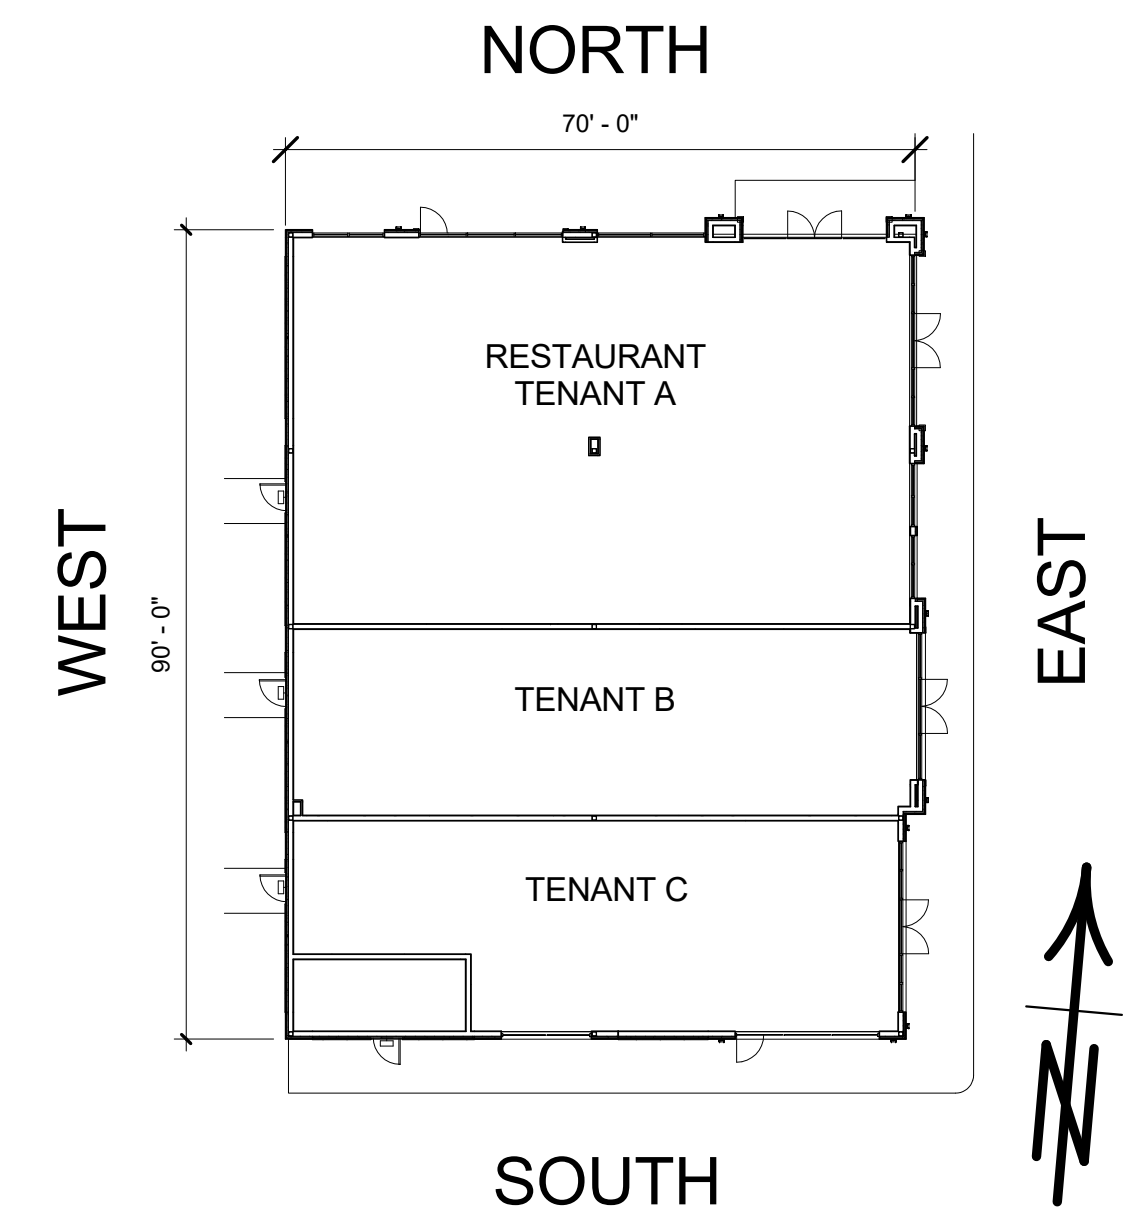 NORTH
70' - 0"
RESTAURANT
TENANT A
WEST
EAST
90' - 0"
TENANT B
TENANT C
N
SOUTH